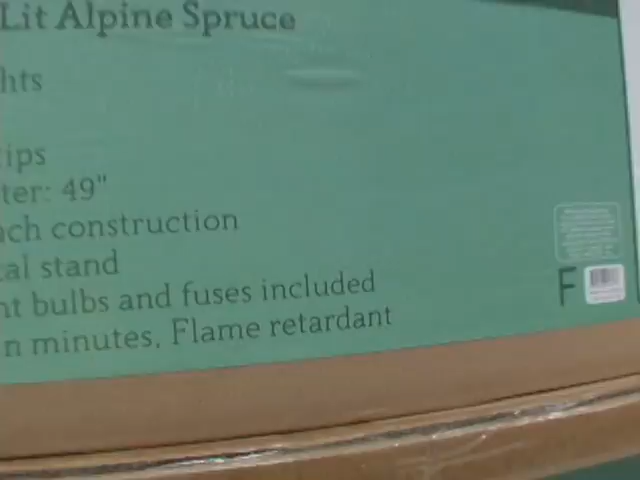 Lit Alpine Spruce
hts
ips
ter: 49"
ch construction
al stand
nt bulbs and fuses included
n minutes. Flame retardant
F